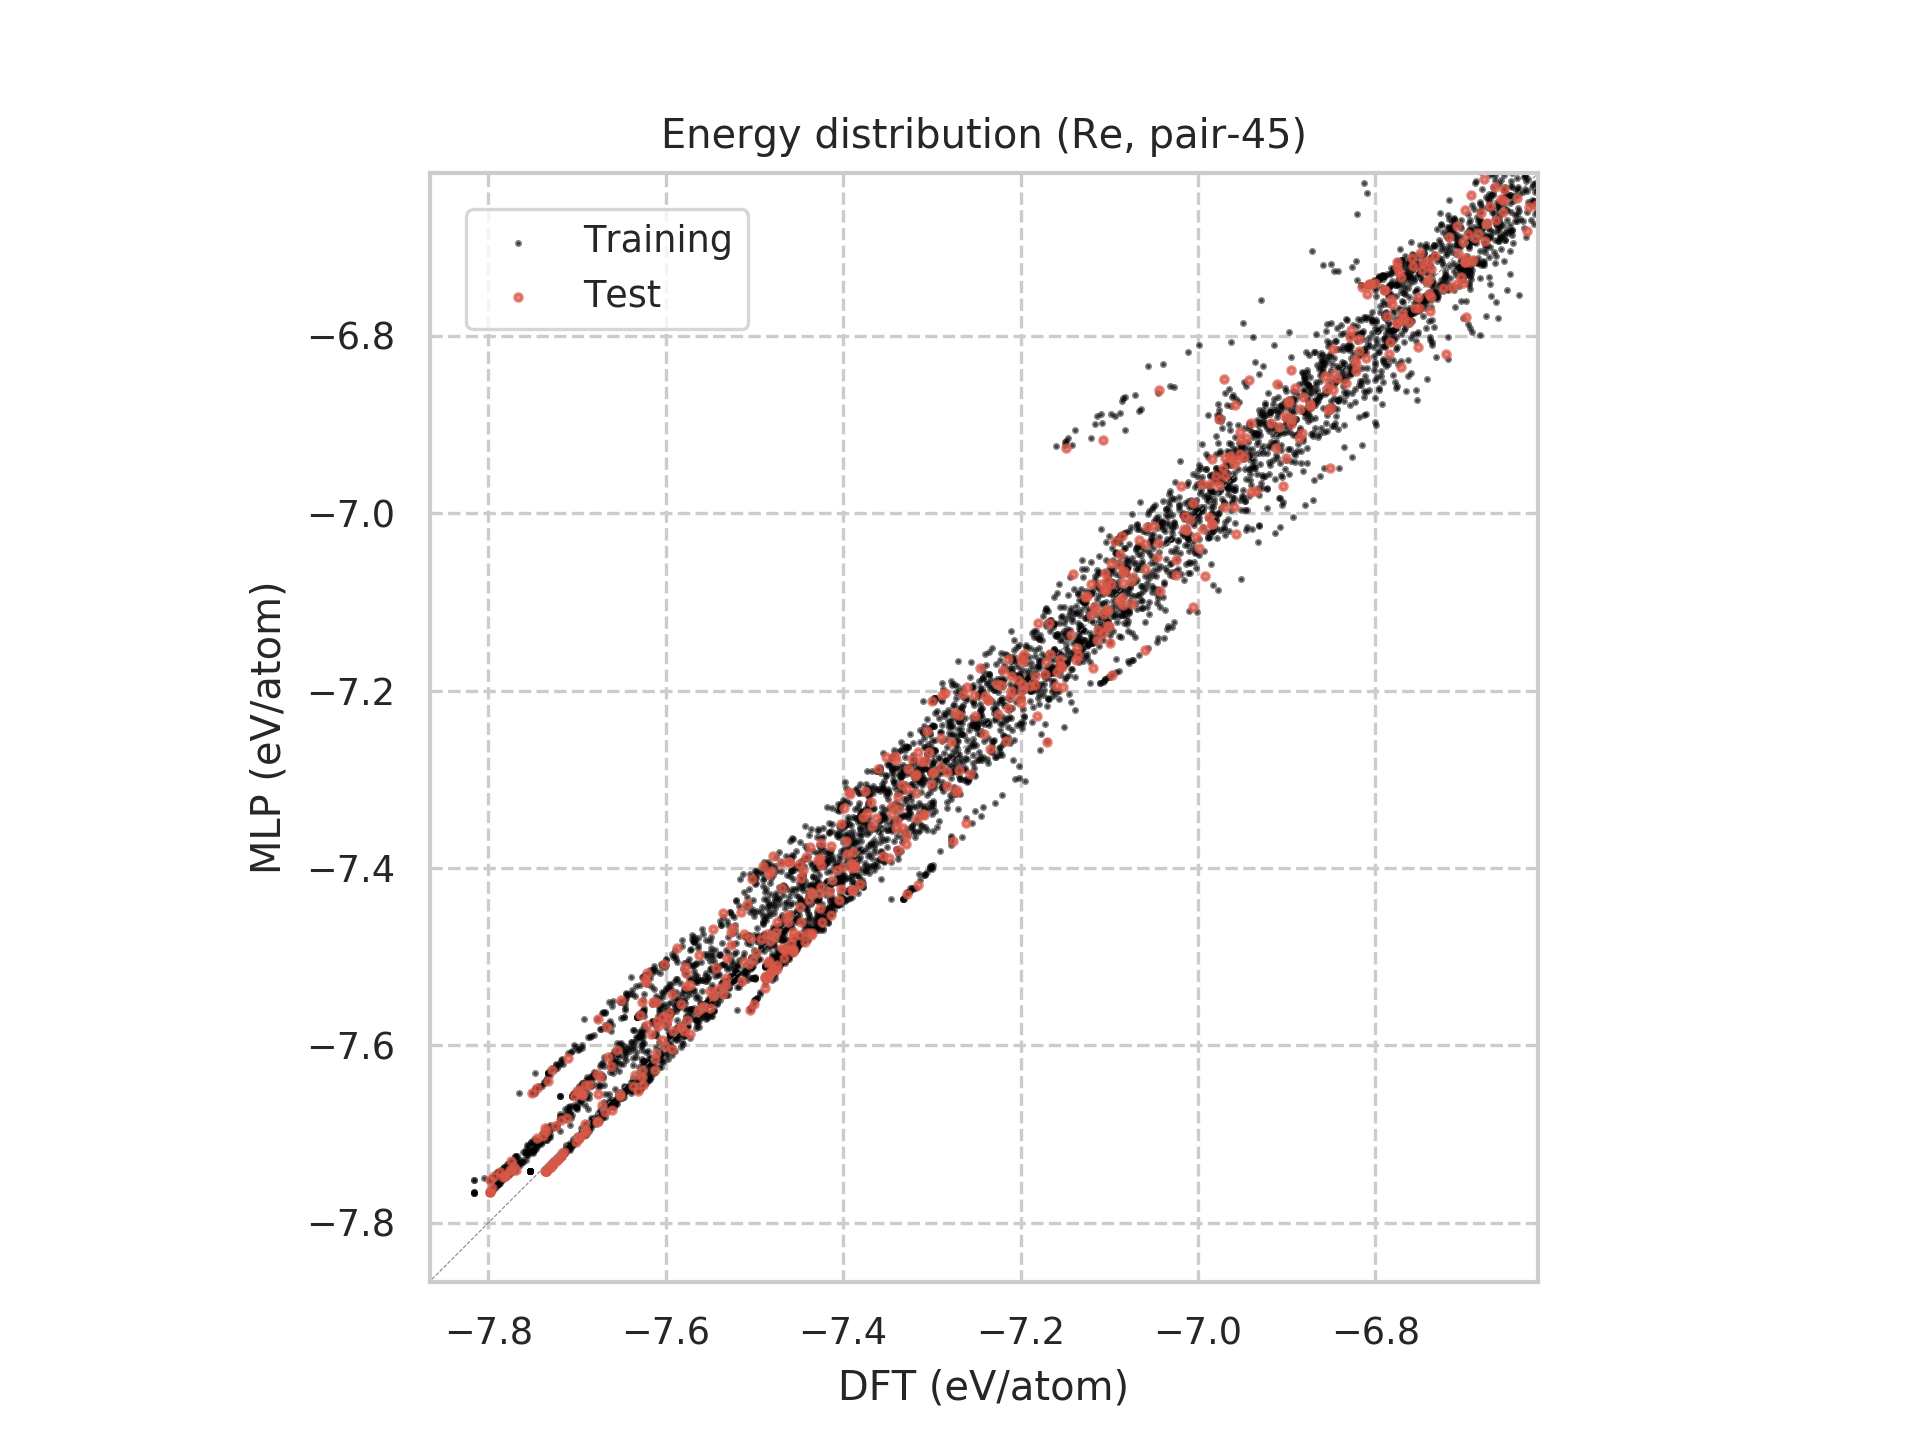 Energy distribution (Re, pair-45)
Training
Test
−6.8
−7.0
−7.2
−7.4
−7.6
−7.8
MLP (eV/atom)
−7.8 −7.6 −7.4 −7.2 −7.0 −6.8
DFT (eV/atom)